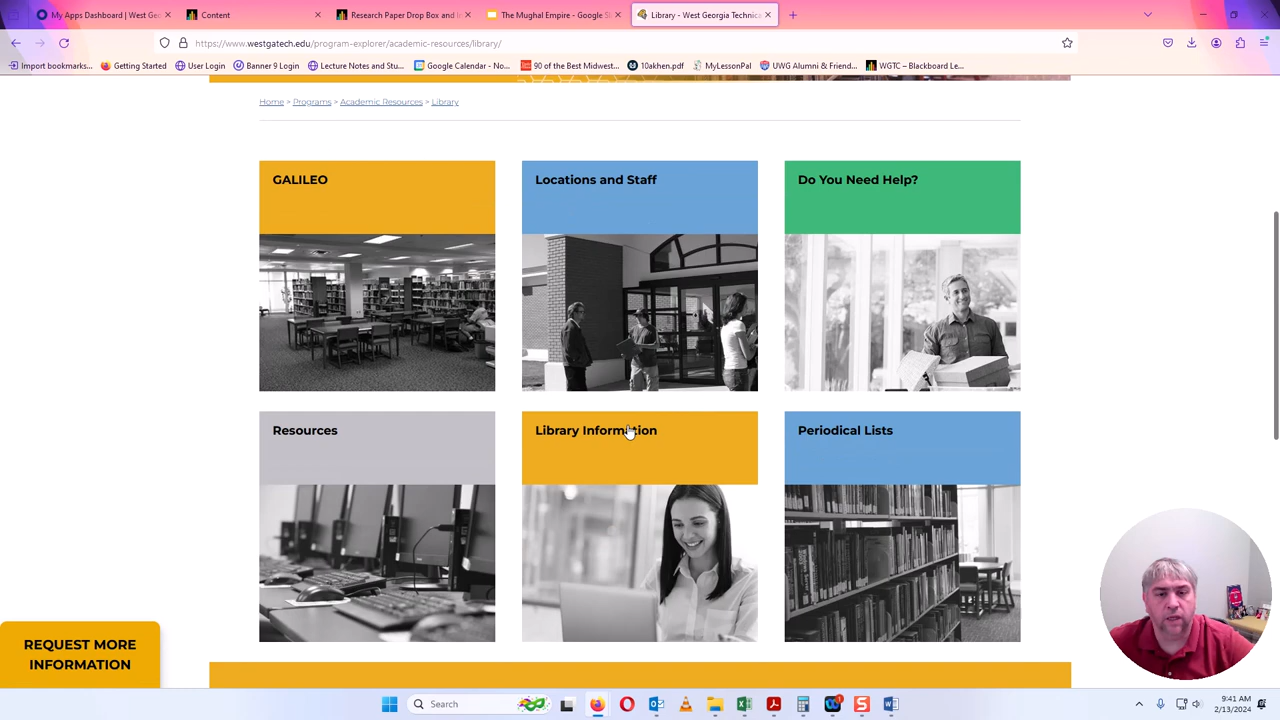 My Apps Dashboard | West Geo
Content
Research Paper Drop Box and In
The Mughal Empire - Google Sl
Library - West Georgia Technica
https://www.westgatech.edu/program-explorer/academic-resources/library/
Import bookmarks...
Getting Started
User Login
Banner 9 Login
Lecture Notes and Stu...
Google Calendar - No...
90 of the Best Midwest...
10akhen.pdf
MyLessonPal
UWG Alumni & Friend...
WGTC – Blackboard Le...
Home > Programs > Academic Resources > Library
GALILEO
Locations and Staff
Do You Need Help?
Resources
Library Information
Periodical Lists
REQUEST MORE
INFORMATION
Search
9:41 AM
2/13/2024